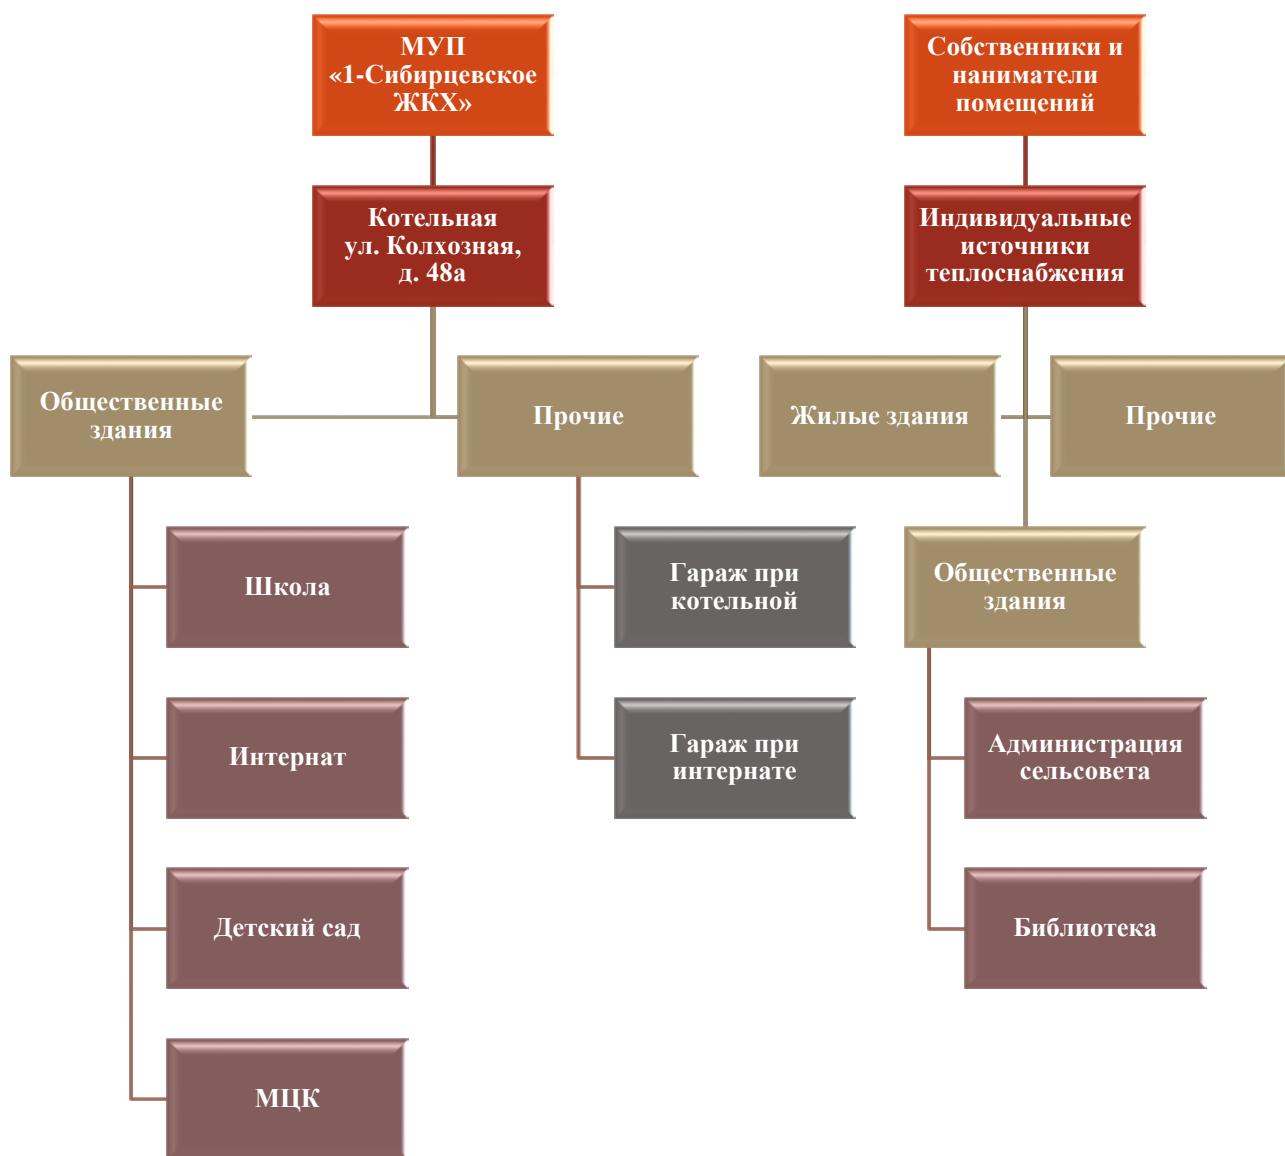 МУП
«1-Сибирцевское
ЖКХ»
Собственники и
наниматели
помещений
Котельная
ул. Колхозная,
д. 48а
Индивидуальные
источники
теплоснабжения
Общественные
здания
Прочие
Жилые здания
Прочие
Школа
Гараж при
котельной
Общественные
здания
Интернат
Гараж при
интернате
Администрация
сельсовета
Детский сад
Библиотека
МЦК